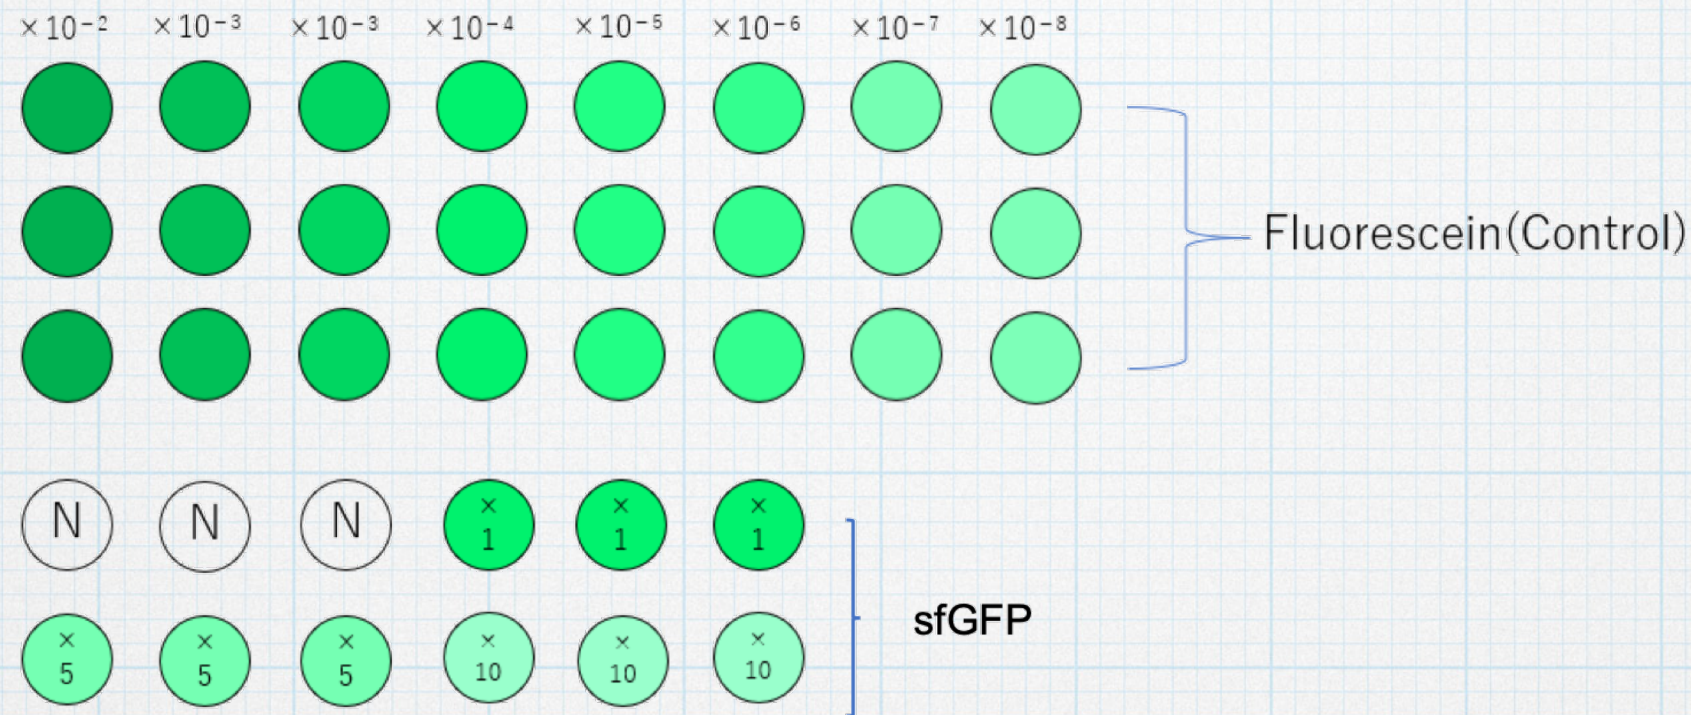 ×10⁻² ×10⁻³ ×10⁻³ ×10⁻⁴ ×10⁻⁵ ×10⁻⁶ ×10⁻⁷ ×10⁻⁸
Fluorescein(Control)
N N N × 1 × 1 × 1
sfGFP
× 5 × 5 × 5 × 10 × 10 × 10